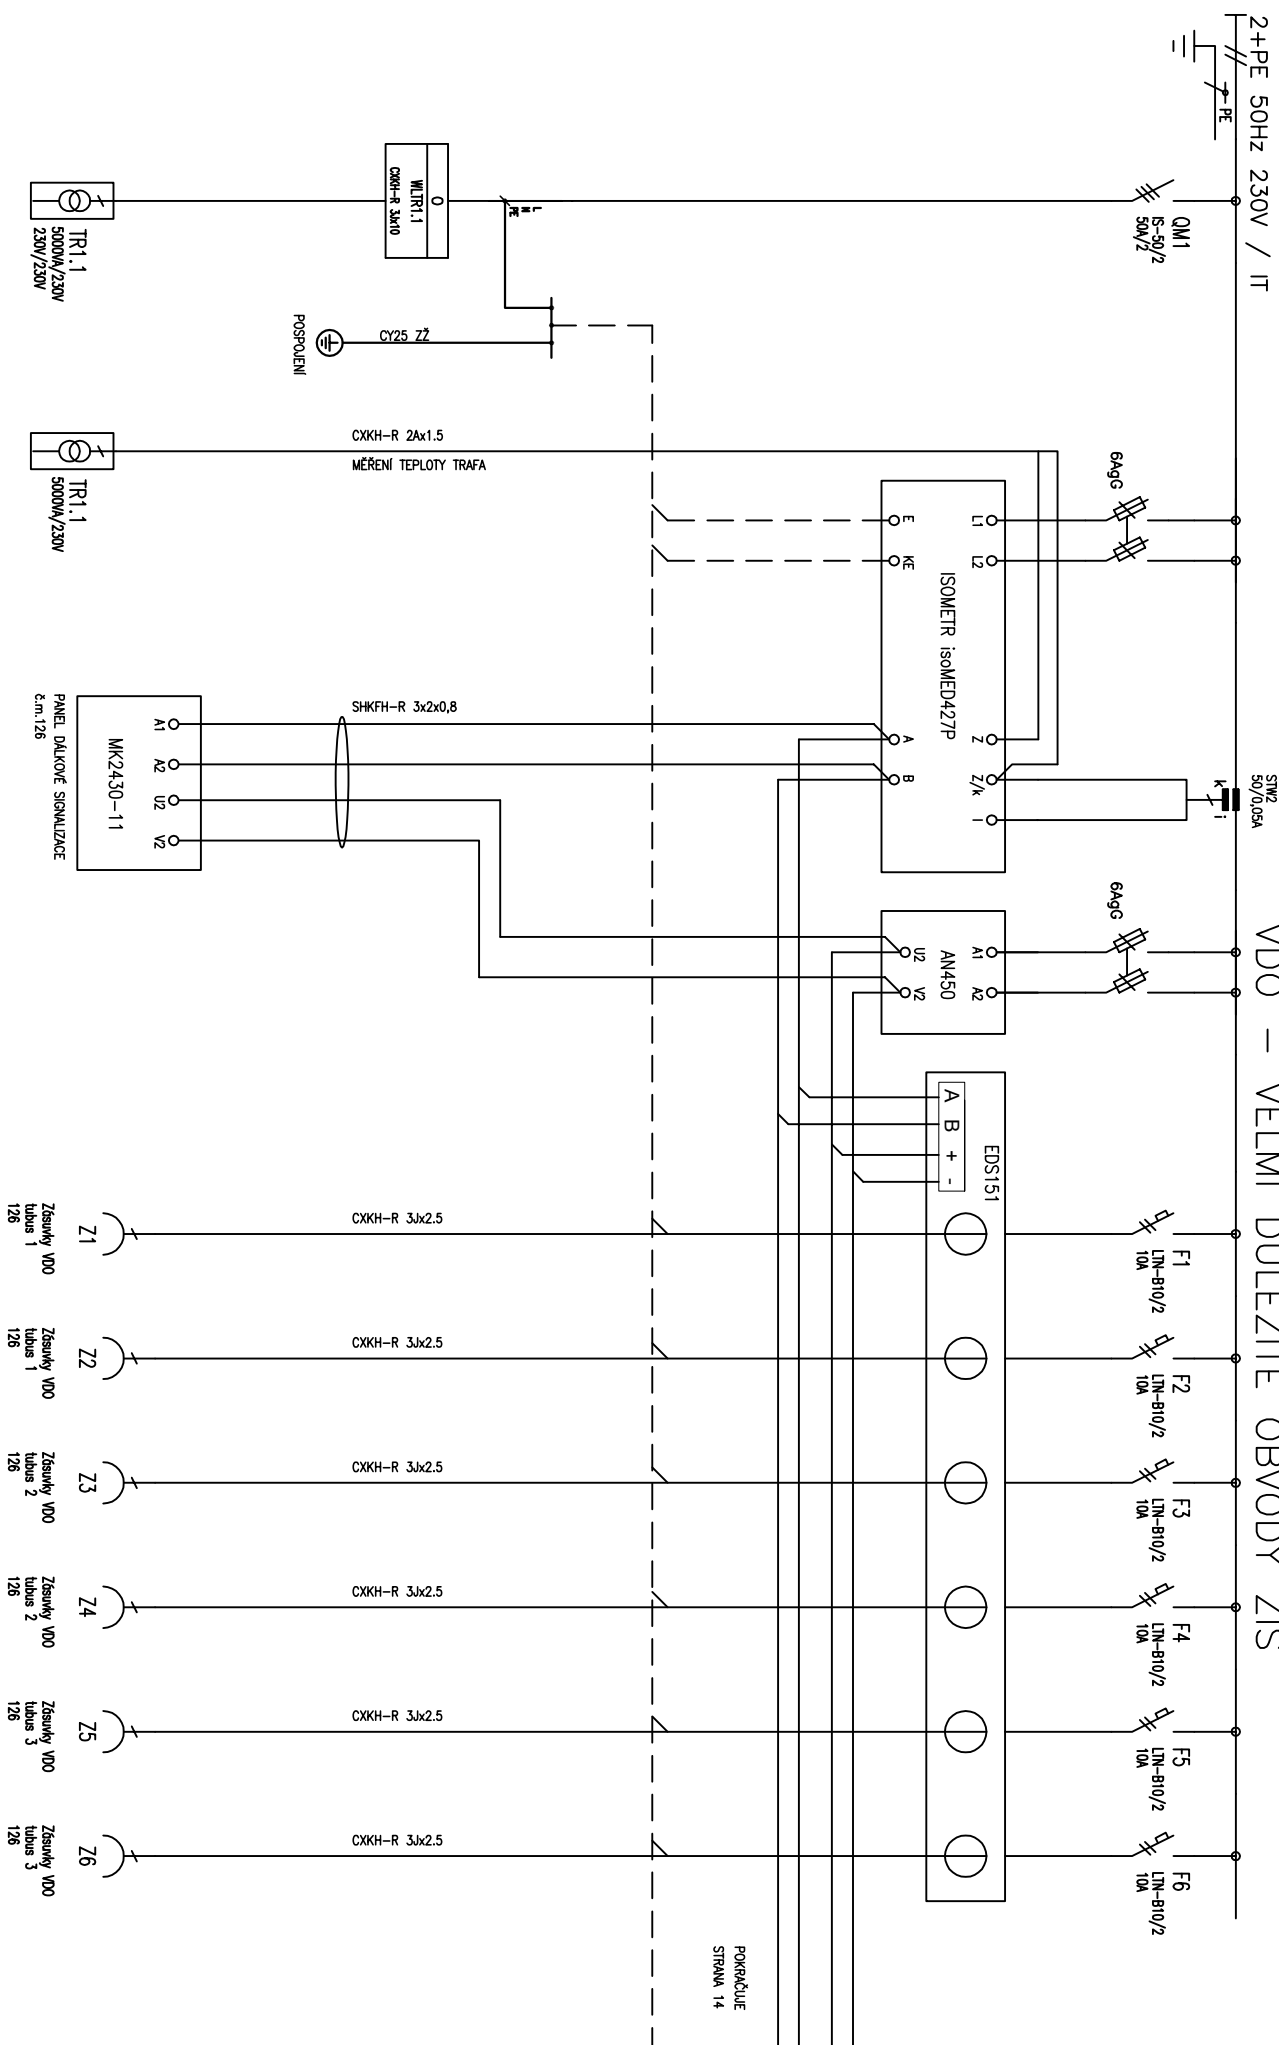 2+PE 50Hz 230V / IT
VDO - VELMI DŮLEŽITÉ OBVODY ZIS
PE
QM1
IS-50/2
50A/2
L
N
PE
0
WLTR1.1
CXKH-R 3Jx10
TR1.1
5000VA/230V
230V/230V
CY25 ZŽ
POSPOJENÍ
CXKH-R 2Ax1.5
MĚŘENÍ TEPLOTY TRAFA
TR1.1
5000VA/230V
6AgG
L1
L2
Z
Z/k
I
ISOMETR isoMED427P
E
KE
A
B
STW2
50/0,05A
k
i
SHKFH-R 3x2x0,8
A1
A2
U2
V2
MK2430-11
PANEL DÁLKOVÉ SIGNALIZACE
č.m.126
6AgG
A1
A2
AN450
U2
V2
EDS151
A
B
+
-
F1
LTN-B10/2
10A
CXKH-R 3Jx2.5
Z1
Zásuvky VDO
tubus 1
126
F2
LTN-B10/2
10A
CXKH-R 3Jx2.5
Z2
Zásuvky VDO
tubus 1
126
F3
LTN-B10/2
10A
CXKH-R 3Jx2.5
Z3
Zásuvky VDO
tubus 2
126
F4
LTN-B10/2
10A
CXKH-R 3Jx2.5
Z4
Zásuvky VDO
tubus 2
126
F5
LTN-B10/2
10A
CXKH-R 3Jx2.5
Z5
Zásuvky VDO
tubus 3
126
F6
LTN-B10/2
10A
CXKH-R 3Jx2.5
Z6
Zásuvky VDO
tubus 3
126
POKRAČUJE
STRANA 14